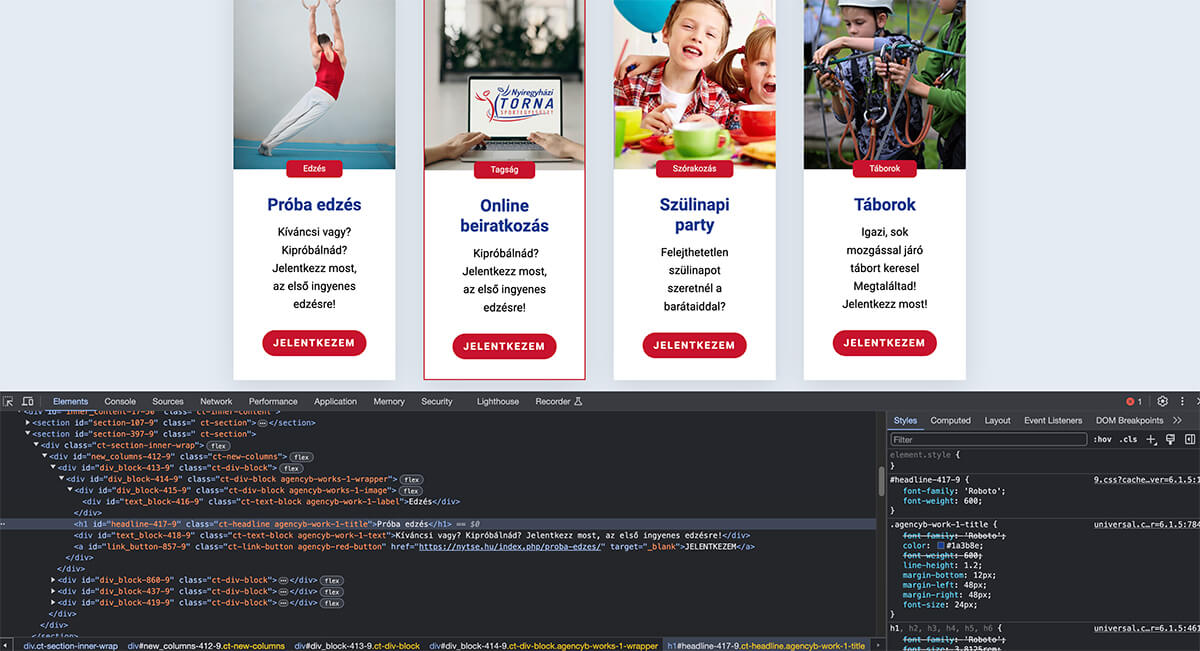 Nyíregyházi
TORNA
SPORTEGYESÜLET
Edzés
Tagság
Szórakozás
Táborok
Próba edzés
Kíváncsi vagy?
Kipróbálnád?
Jelentkezz most,
az első ingyenes
edzésre!
JELENTKEZEM
Online
beiratkozás
Kipróbálnád?
Jelentkezz most,
az első ingyenes
edzésre!
JELENTKEZEM
Szülinapi
party
Felejthetetlen
szülinapot
szeretnél a
barátaiddal?
JELENTKEZEM
Táborok
Igazi, sok
mozgással járó
tábort keresel
Megtaláltad!
Jelentkezz most!
JELENTKEZEM
Elements Console Sources Network Performance Application Memory Security Lighthouse Recorder 1
<div id="inner_content-17-50" class="ct-inner-content">
<section id="section-107-9" class=" ct-section">…</section>
<section id="section-397-9" class=" ct-section">
<div class="ct-section-inner-wrap"> flex
<div id="new_columns-412-9" class="ct-new-columns"> flex
<div id="div_block-413-9" class="ct-div-block"> flex
<div id="div_block-414-9" class="ct-div-block agencyb-works-1-wrapper"> flex
<div id="div_block-415-9" class="ct-div-block agencyb-works-1-image"> flex
<div id="text_block-416-9" class="ct-text-block agencyb-work-1-label">Edzés</div>
</div>
<h1 id="headline-417-9" class="ct-headline agencyb-work-1-title">Próba edzés</h1> == $0
<div id="text_block-418-9" class="ct-text-block agencyb-work-1-text">Kíváncsi vagy? Kipróbálnád? Jelentkezz most, az első ingyenes edzésre!</div>
<a id="link_button-857-9" class="ct-link-button agencyb-red-button" href="https://nytse.hu/index.php/proba-edzes/" target="_blank">JELENTKEZEM</a>
</div>
</div>
<div id="div_block-860-9" class="ct-div-block">…</div> flex
<div id="div_block-437-9" class="ct-div-block">…</div> flex
<div id="div_block-419-9" class="ct-div-block">…</div> flex
</div>
</div>
</section>
div.ct-section-inner-wrap div#new_columns-412-9.ct-new-columns div#div_block-413-9.ct-div-block div#div_block-414-9.ct-div-block.agencyb-works-1-wrapper h1#headline-417-9.ct-headline.agencyb-work-1-title
Styles Computed Layout Event Listeners DOM Breakpoints
Filter :hov .cls
element.style {
}
#headline-417-9 { 9.css?cache_ver=6.1.5:1
font-family: 'Roboto';
font-weight: 600;
}
.agencyb-work-1-title { universal.c…r=6.1.5:784
font-family: 'Roboto';
color: #1a3b8e;
font-weight: 600;
line-height: 1.2;
margin-bottom: 12px;
margin-left: 48px;
margin-right: 48px;
font-size: 24px;
}
h1, h2, h3, h4, h5, h6 { universal.c…r=6.1.5:461
font-family: 'Roboto';